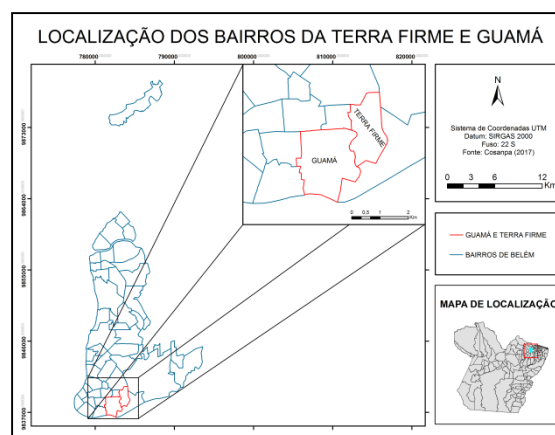 LOCALIZAÇÃO DOS BAIRROS DA TERRA FIRME E GUAMÁ
780000
790000
800000
810000
820000
9873000
9864000
9855000
9846000
9837000
TERRA FIRME
GUAMÁ
0 0.5 1 2
Km
N
Sistema de Coordenadas UTM
Datum: SIRGAS 2000
Fuso: 22 S
Fonte: Cosanpa (2017)
0 3 6 12
Km
GUAMÁ E TERRA FIRME
BAIRROS DE BELÉM
MAPA DE LOCALIZAÇÃO